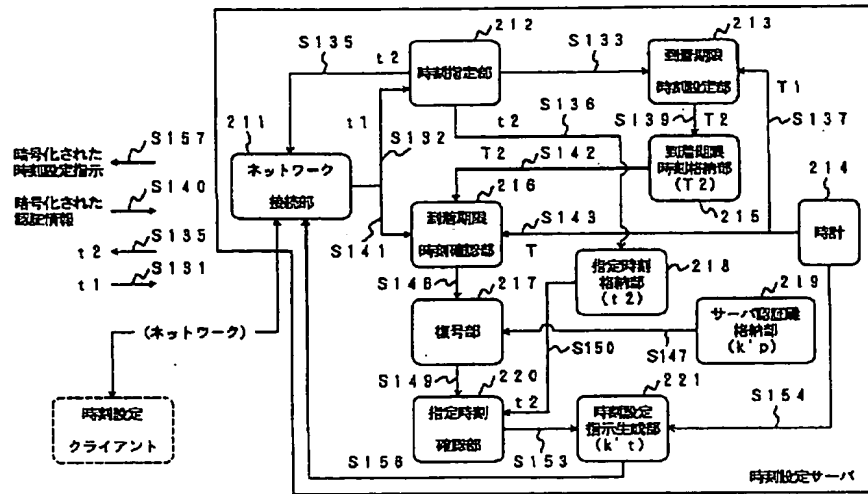 S135
t2
212
時刻指定部
S133
213
到着期限
時刻設定部
T1
S137
S136
t2
S139
T2
211
t1
S132
ネットワーク
接続部
S141
T2
S142
到着期限
時刻格納部
(T2)
215
214
時計
216
到着期限
時刻確認部
S143
T
S157
暗号化された
時刻設定指示
S140
暗号化された
認証情報
S135
t2
S131
t1
S148
217
復号部
218
指定時刻
格納部
(t2)
219
サーバ認証鍵
格納部
(k'p)
S147
S150
(ネットワーク)
S149
220
t2
指定時刻
確認部
221
時刻設定
指示生成部
(k't)
S154
S153
S156
時刻設定
クライアント
時刻設定サーバ